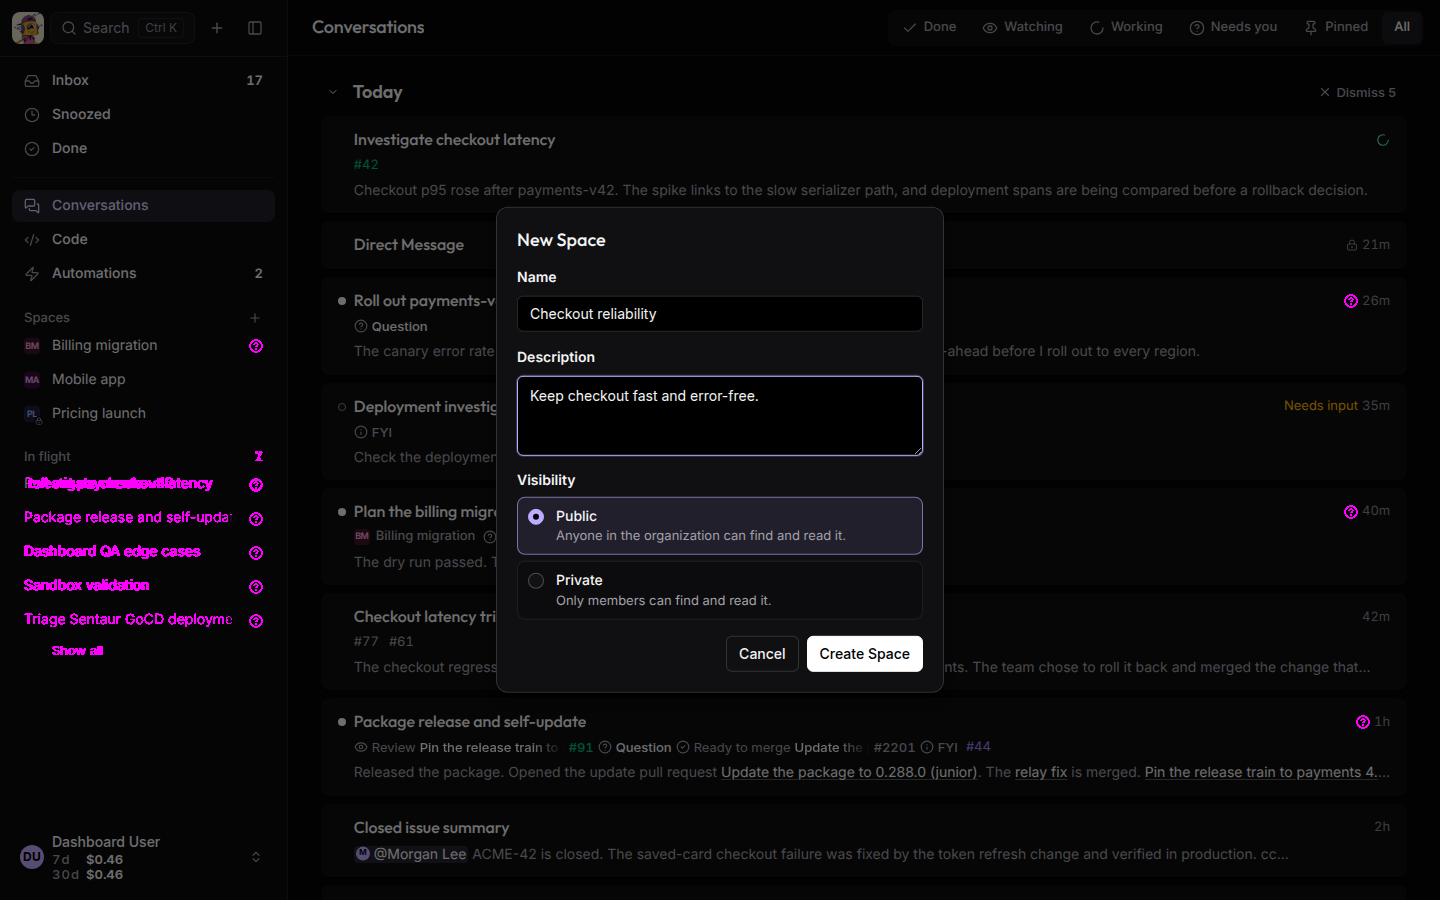 Search Ctrl K
Inbox 17
Snoozed
Done
Conversations
Code
Automations 2
Spaces
BM Billing migration
MA Mobile app
PL Pricing launch
In flight
Package release and self-updat
Dashboard QA edge cases
Sandbox validation
Triage Sentaur GoCD deployme
Show all
DU Dashboard User
7d $0.46
30d $0.46
Conversations
Done Watching Working Needs you Pinned All
Today
Dismiss 5
Investigate checkout latency
#42
Checkout p95 rose after payments-v42. The spike links to the slow serializer path, and deployment spans are being compared before a rollback decision.
Direct Message 21m
Roll out payments-v 26m
Question
The canary error rate -ahead before I roll out to every region.
Deployment investig Needs input 35m
FYI
Check the deploymen
Plan the billing migr 40m
BM Billing migration
The dry run passed.
Checkout latency tri 42m
#77 #61
The checkout regress nts. The team chose to roll it back and merged the change that...
Package release and self-update 1h
Review Pin the release train to #91 Question Ready to merge Update the #2201 FYI #44
Released the package. Opened the update pull request Update the package to 0.288.0 (junior). The relay fix is merged. Pin the release train to payments 4....
Closed issue summary 2h
M @Morgan Lee ACME-42 is closed. The saved-card checkout failure was fixed by the token refresh change and verified in production. cc...
New Space
Name
Checkout reliability
Description
Keep checkout fast and error-free.
Visibility
Public
Anyone in the organization can find and read it.
Private
Only members can find and read it.
Cancel Create Space